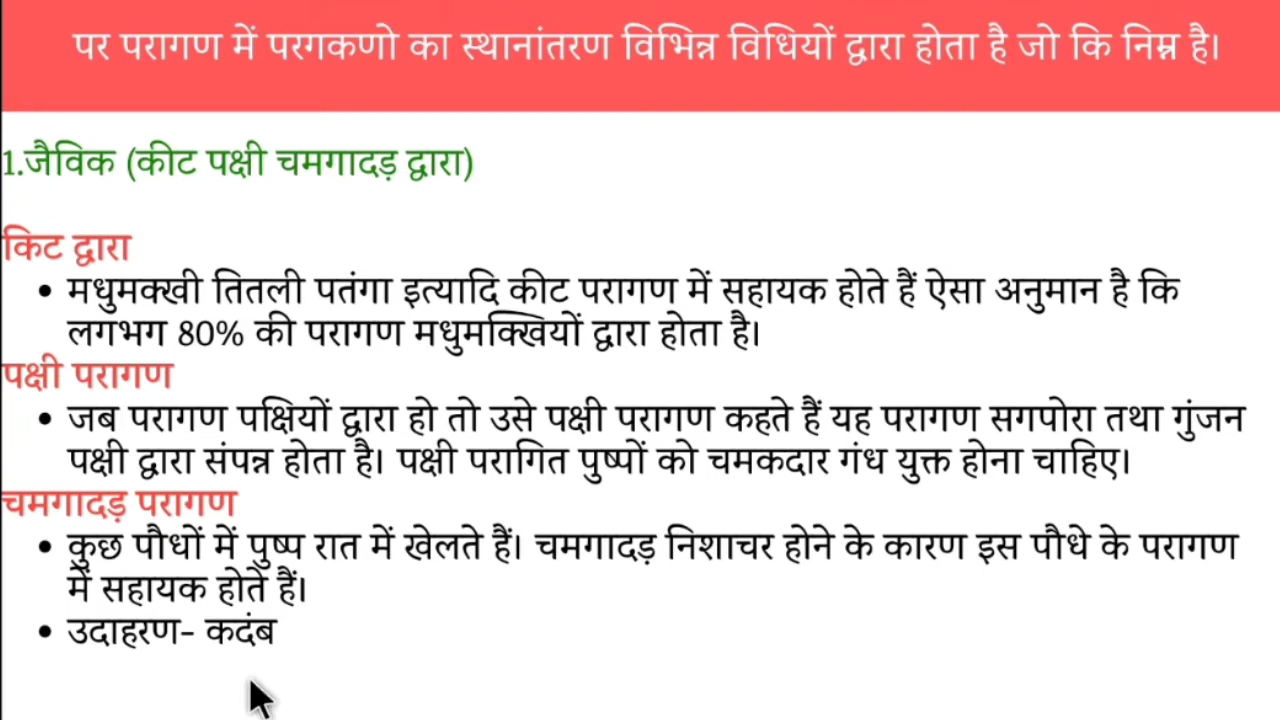 पर परागण में परगकणो का स्थानांतरण विभिन्न विधियों द्वारा होता है जो कि निम्न है।
1.जैविक (कीट पक्षी चमगादड़ द्वारा)
किट द्वारा
• मधुमक्खी तितली पतंगा इत्यादि कीट परागण में सहायक होते हैं ऐसा अनुमान है कि
लगभग 80% की परागण मधुमक्खियों द्वारा होता है।
पक्षी परागण
• जब परागण पक्षियों द्वारा हो तो उसे पक्षी परागण कहते हैं यह परागण सगपोरा तथा गुंजन
पक्षी द्वारा संपन्न होता है। पक्षी परागित पुष्पों को चमकदार गंध युक्त होना चाहिए।
चमगादड़ परागण
• कुछ पौधों में पुष्प रात में खेलते हैं। चमगादड़ निशाचर होने के कारण इस पौधे के परागण
में सहायक होते हैं।
• उदाहरण- कदंब